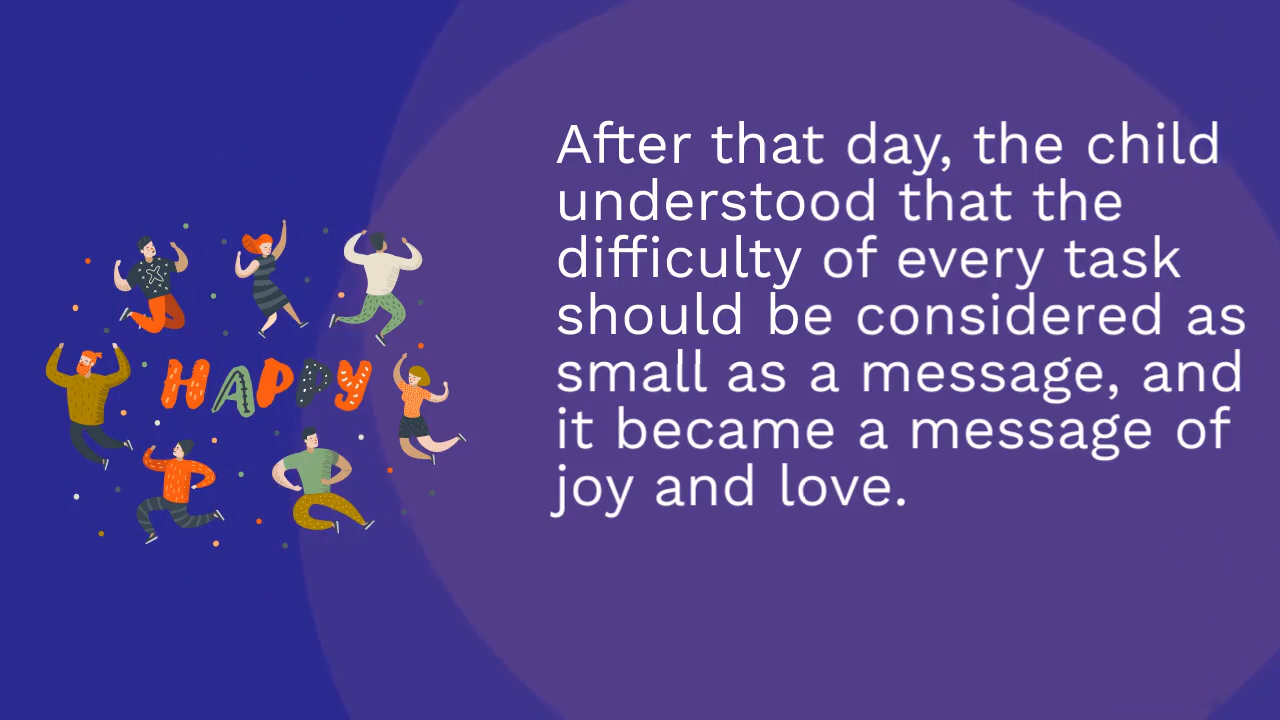 HAPPY
After that day, the child
understood that the
difficulty of every task
should be considered as
small as a message, and
it became a message of
joy and love.